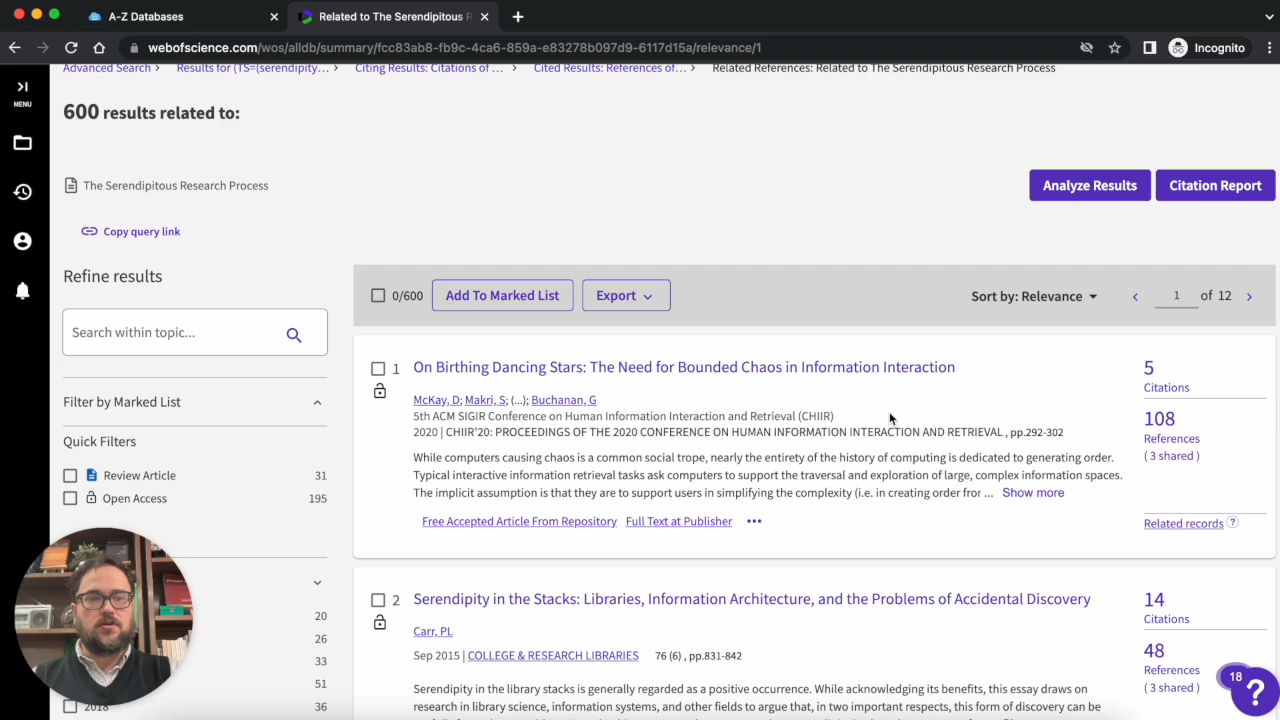 A-Z Databases
Related to The Serendipitous R
webofscience.com/wos/alldb/summary/fcc83ab8-fb9c-4ca6-859a-e83278b097d9-6117d15a/relevance/1
Incognito
Advanced Search > Results for (TS=(serendipity... > Citing Results: Citations of ... > Cited Results: References of... > Related References: Related to The Serendipitous Research Process
MENU
600 results related to:
The Serendipitous Research Process
Analyze Results
Citation Report
Copy query link
Refine results
Search within topic...
Filter by Marked List
Quick Filters
Review Article 31
Open Access 195
20
26
33
51
2018 36
0/600
Add To Marked List
Export
Sort by: Relevance
1 of 12
1 On Birthing Dancing Stars: The Need for Bounded Chaos in Information Interaction
McKay, D; Makri, S; (...); Buchanan, G
5th ACM SIGIR Conference on Human Information Interaction and Retrieval (CHIIR)
2020 | CHIIR'20: PROCEEDINGS OF THE 2020 CONFERENCE ON HUMAN INFORMATION INTERACTION AND RETRIEVAL , pp.292-302
While computers causing chaos is a common social trope, nearly the entirety of the history of computing is dedicated to generating order.
Typical interactive information retrieval tasks ask computers to support the traversal and exploration of large, complex information spaces.
The implicit assumption is that they are to support users in simplifying the complexity (i.e. in creating order fror ... Show more
Free Accepted Article From Repository Full Text at Publisher •••
5
Citations
108
References
( 3 shared )
Related records ?
2 Serendipity in the Stacks: Libraries, Information Architecture, and the Problems of Accidental Discovery
Carr, PL
Sep 2015 | COLLEGE & RESEARCH LIBRARIES 76 (6) , pp.831-842
Serendipity in the library stacks is generally regarded as a positive occurrence. While acknowledging its benefits, this essay draws on
research in library science, information systems, and other fields to argue that, in two important respects, this form of discovery can be
14
Citations
48
References
( 3 shared )
18
?